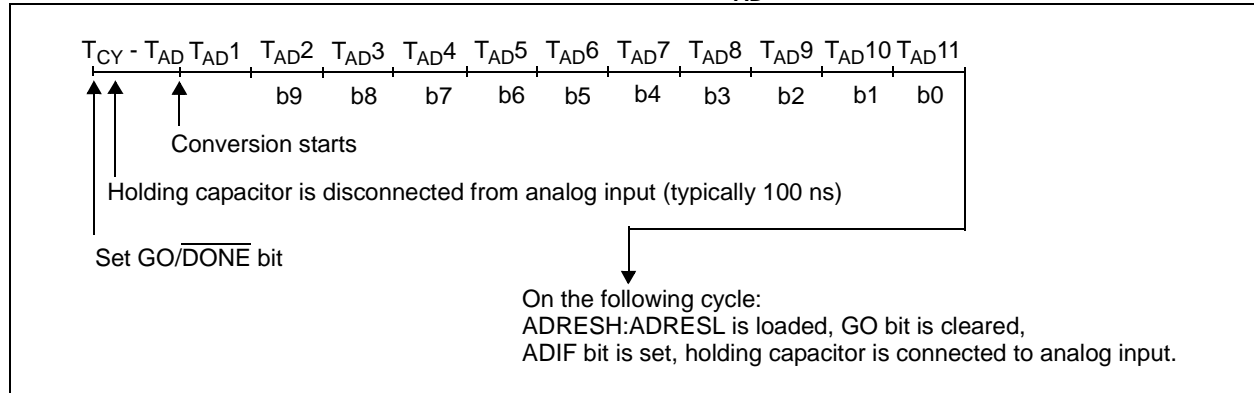 AD
TCY - TAD TAD1 TAD2 TAD3 TAD4 TAD5 TAD6 TAD7 TAD8 TAD9 TAD10 TAD11
b9 b8 b7 b6 b5 b4 b3 b2 b1 b0
Conversion starts
Holding capacitor is disconnected from analog input (typically 100 ns)
Set GO/DONE bit
On the following cycle:
ADRESH:ADRESL is loaded, GO bit is cleared,
ADIF bit is set, holding capacitor is connected to analog input.